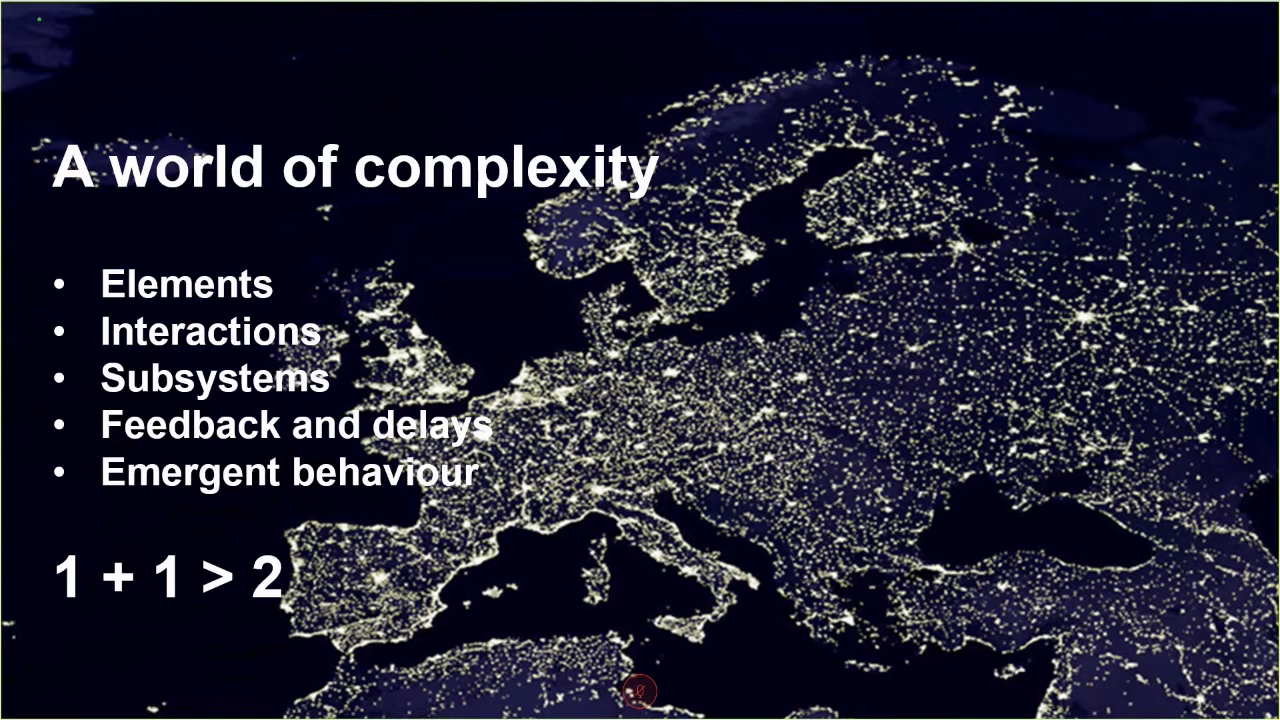 A world of complexity
• Elements
• Interactions
• Subsystems
• Feedback and delays
• Emergent behaviour
1 + 1 > 2